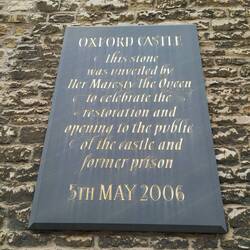 OXFORD CASTLE
This stone
was unveiled by
Her Majesty The Queen
to celebrate the
restoration and
opening to the public
of the castle and
former prison
5TH MAY 2006